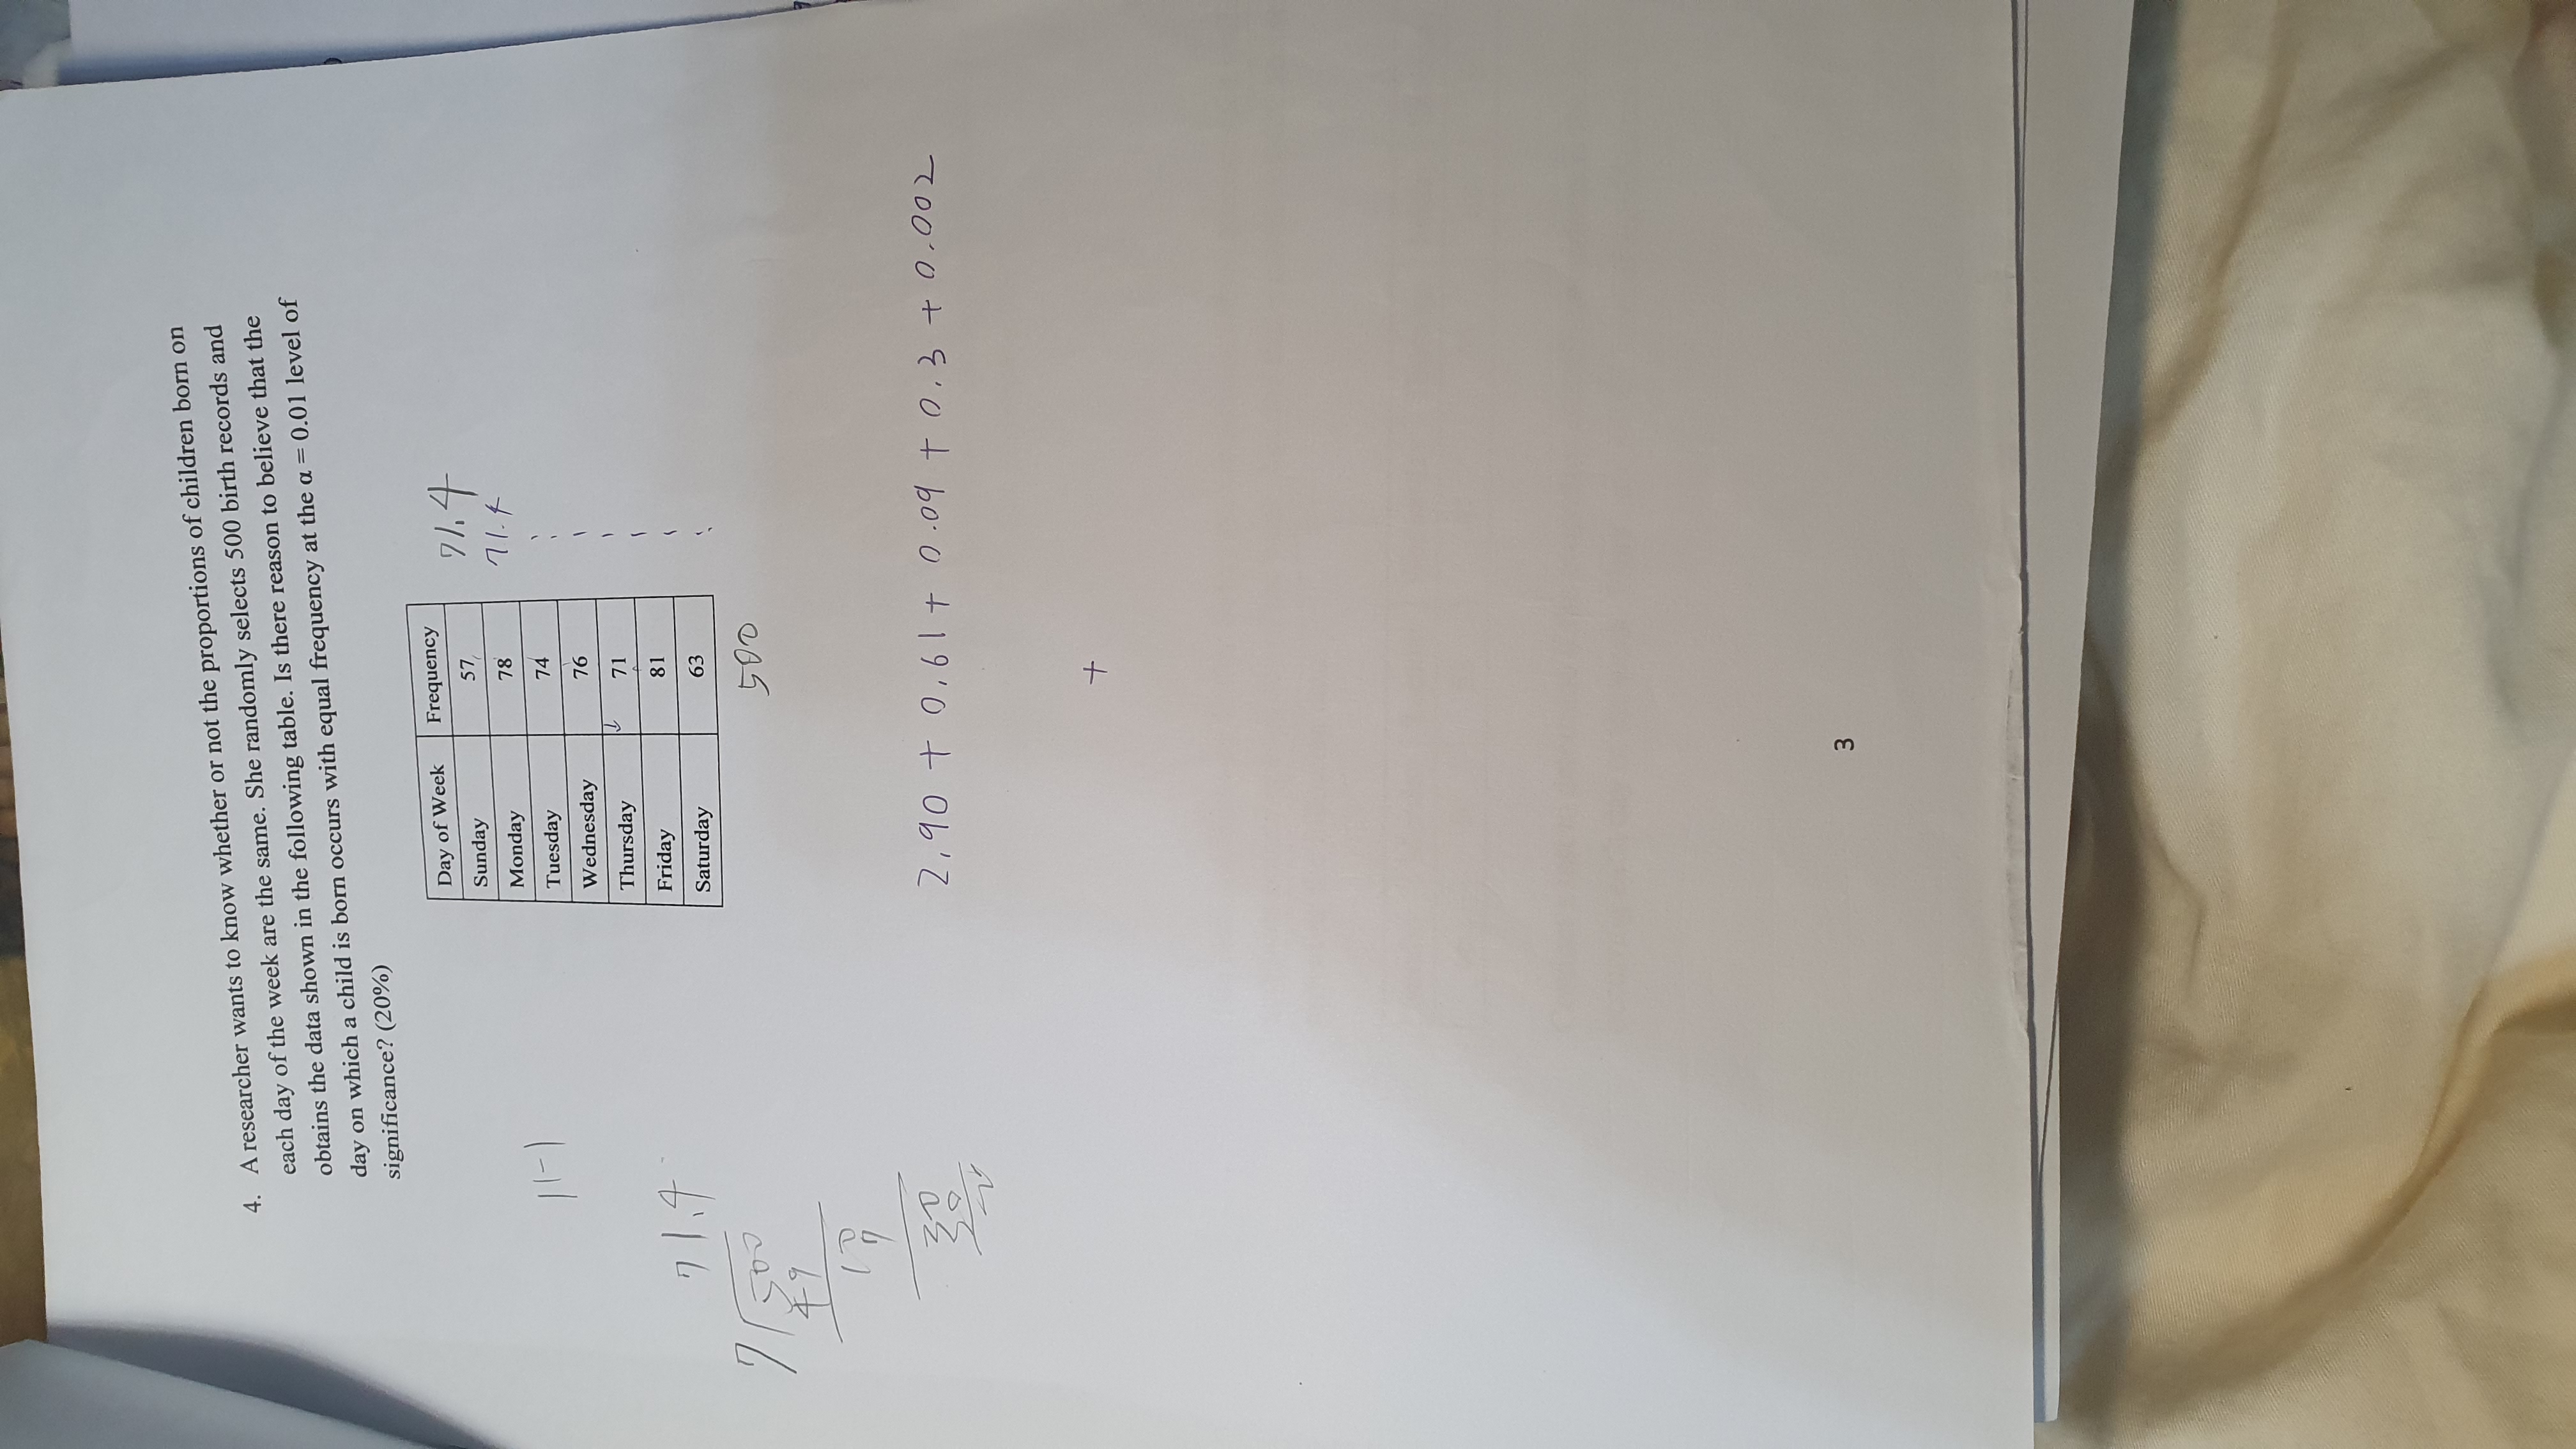 4. A researcher wants to know whether or not the proportions of children born on
each day of the week are the same. She randomly selects 500 birth records and
obtains the data shown in the following table. Is there reason to believe that the
day on which a child is born occurs with equal frequency at the α = 0.01 level of
significance? (20%)
Day of Week Frequency
Sunday 57
Monday 78
Tuesday 74
Wednesday 76
Thursday 71
Friday 81
Saturday 63
71.4
71.4
500
11-1
71.4
7 500
49
10
7
30
2.90 + 0.61 + 0.09 + 0.3 + 0.002
+
3